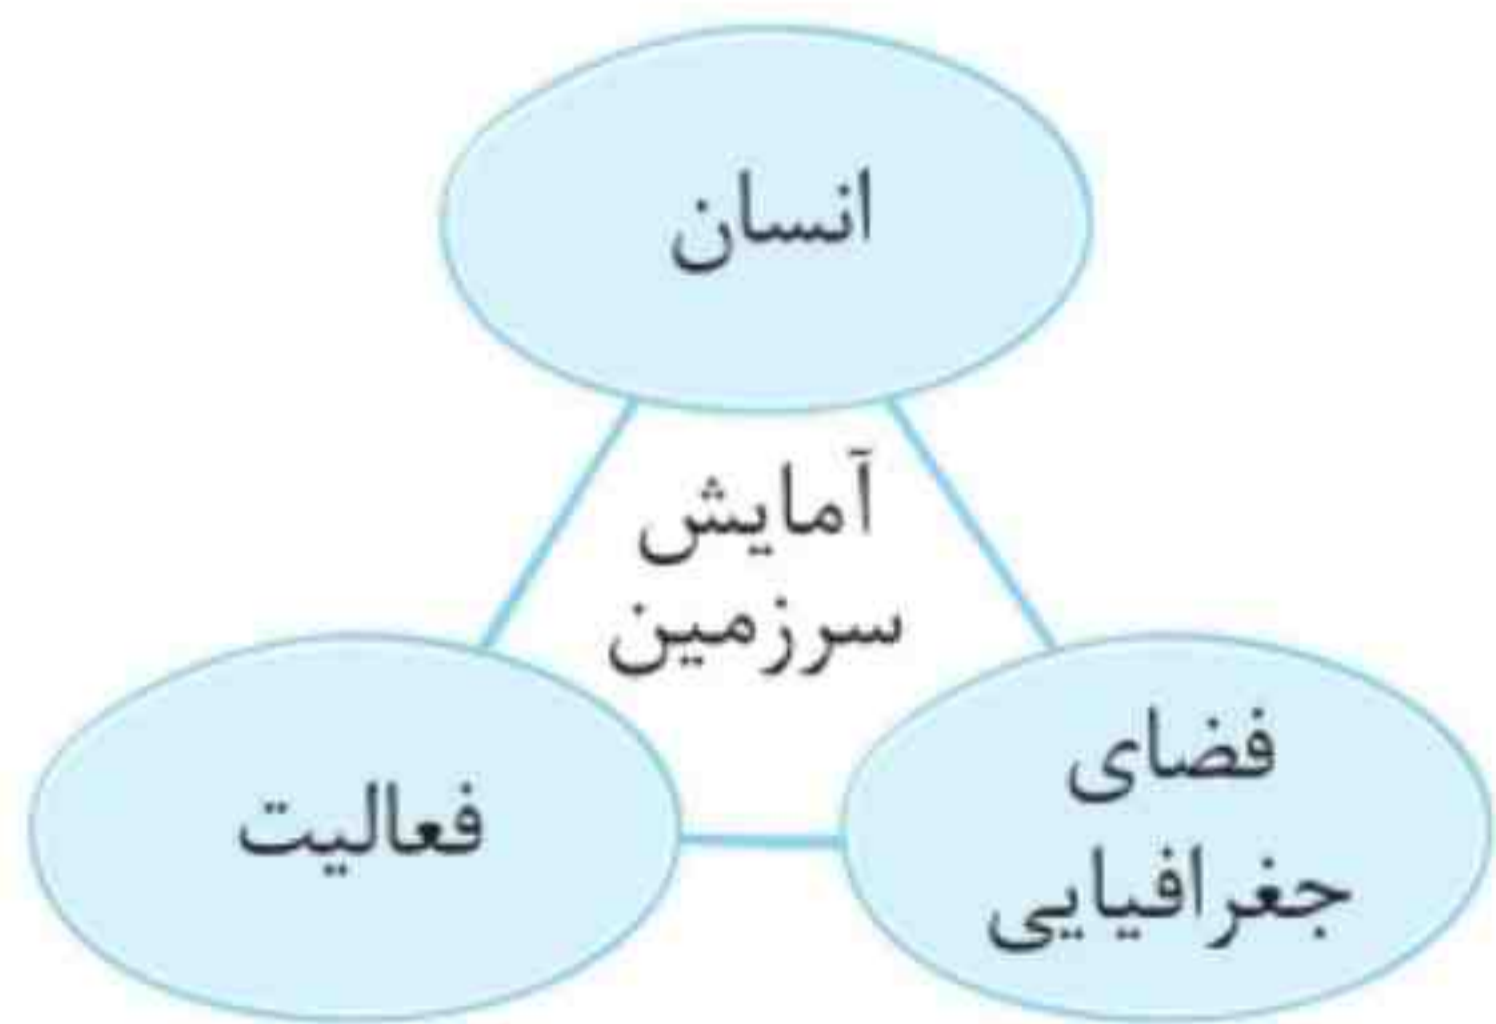 انسان
آمایش
سرزمین
فضای
جغرافیایی
فعالیت